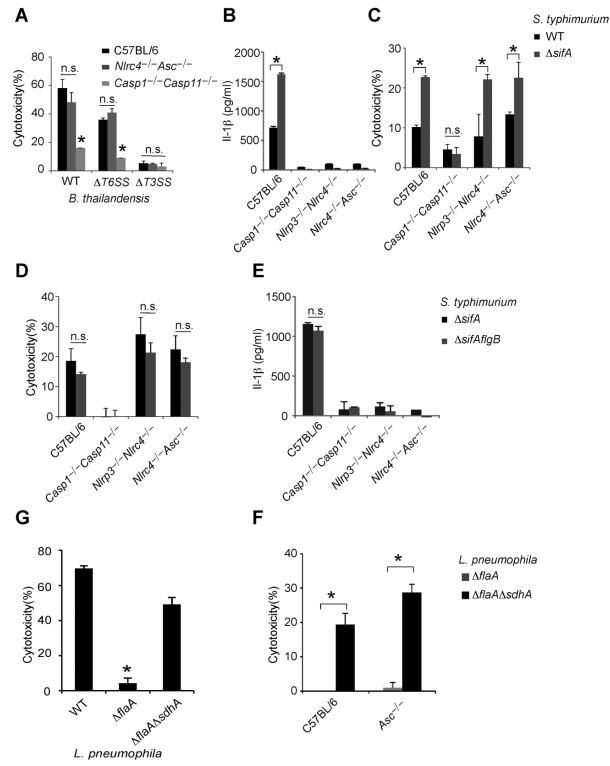 A
C57BL/6
Nlrc4−/−Asc−/−
Casp1−/−Casp11−/−
Cytotoxicity(%)
80
60
40
20
0
n.s.
n.s.
n.s.
*
*
WT
ΔT6SS
ΔT3SS
B. thailandensis
B
Il-1β (pg/ml)
2000
1500
1000
500
0
*
C57BL/6
Casp1−/−Casp11−/−
Nlrp3−/−Nlrc4−/−
Nlrc4−/−Asc−/−
C
S. typhimurium
WT
ΔsifA
Cytotoxicity(%)
30
20
10
0
*
n.s.
*
*
C57BL/6
Casp1−/−Casp11−/−
Nlrp3−/−Nlrc4−/−
Nlrc4−/−Asc−/−
D
Cytotoxicity(%)
40
30
20
10
0
n.s.
n.s.
n.s.
C57BL/6
Casp1−/−Casp11−/−
Nlrp3−/−Nlrc4−/−
Nlrc4−/−Asc−/−
E
S. typhimurium
ΔsifA
ΔsifAflgB
Il-1β (pg/ml)
1500
1000
500
0
n.s.
C57BL/6
Casp1−/−Casp11−/−
Nlrp3−/−Nlrc4−/−
Nlrc4−/−Asc−/−
G
Cytotoxicity(%)
80
60
40
20
0
*
WT
ΔflaA
ΔflaAΔsdhA
L. pneumophila
F
L. pneumophila
ΔflaA
ΔflaAΔsdhA
Cytotoxicity(%)
40
30
20
10
0
*
*
C57BL/6
Asc−/−